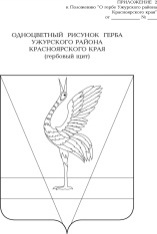 ПРИЛОЖЕНИЕ 2
к Положению "О гербе Ужурского района
Красноярского края"
от № 
ОДНОЦВЕТНЫЙ РИСУНОК ГЕРБА
УЖУРСКОГО РАЙОНА
КРАСНОЯРСКОГО КРАЯ
(гербовый щит)